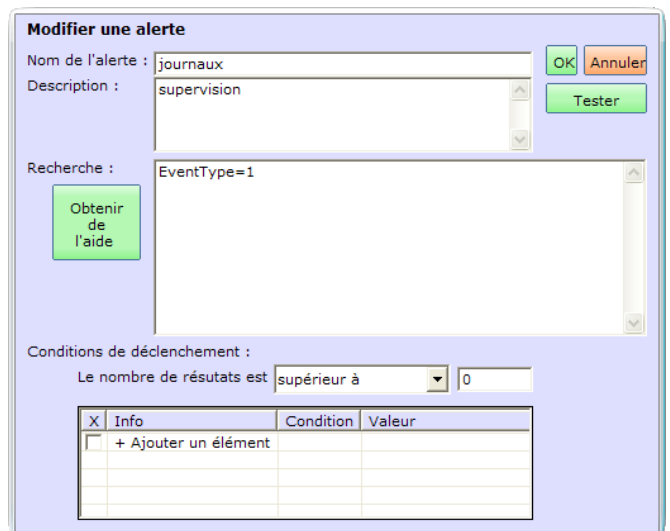 Modifier une alerte
Nom de l'alerte : journaux
OK Annuler
Description : supervision
Tester
Recherche : EventType=1
Obtenir
de
l'aide
Conditions de déclenchement :
Le nombre de résutats est supérieur à 0
X Info Condition Valeur
+ Ajouter un élément